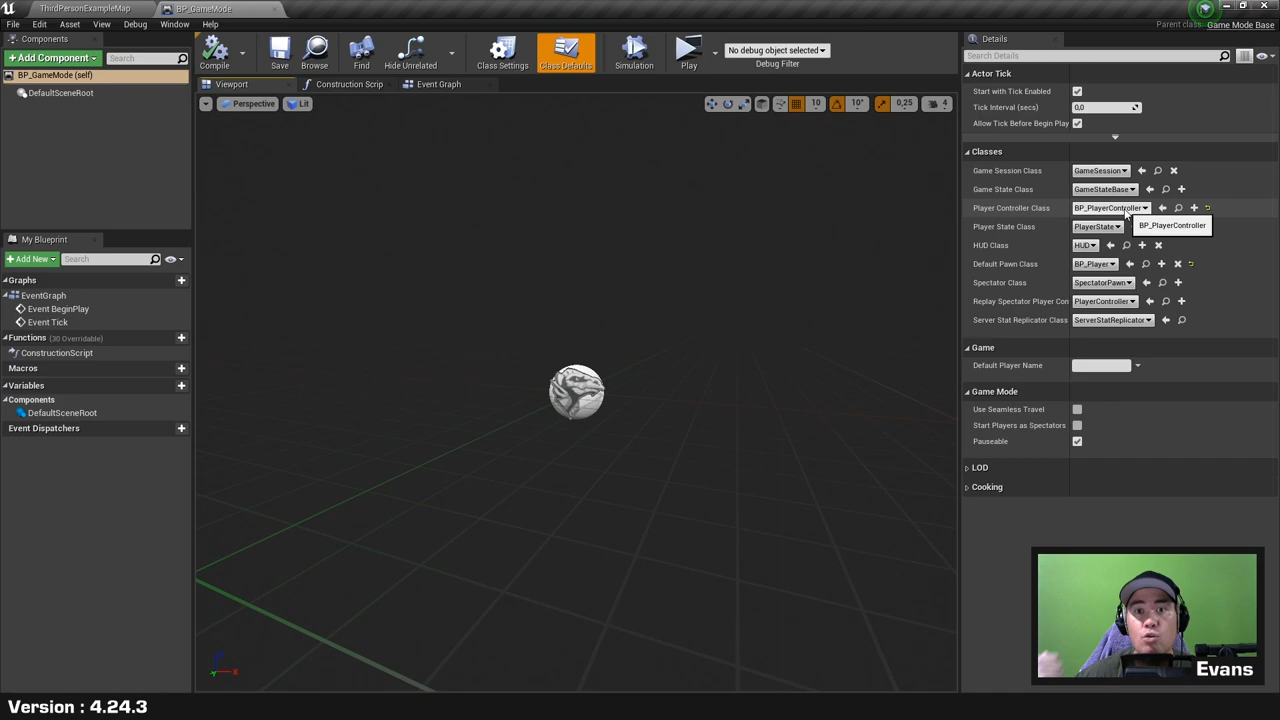 ThirdPersonExampleMap
BP_GameMode
Parent class:
Game Mode Base
File Edit Asset View Debug Window Help
Components
Details
+ Add Component
Search
Compile
Save
Browse
Find
Hide Unrelated
Class Settings
Class Defaults
Simulation
Play
No debug object selected
Debug Filter
Search Details
BP_GameMode (self)
DefaultSceneRoot
Viewport
Construction Scrip
Event Graph
Perspective
Lit
10
10°
0,25
4
Actor Tick
Start with Tick Enabled
Tick Interval (secs)
0,0
Allow Tick Before Begin Play
Classes
Game Session Class
GameSession
Game State Class
GameStateBase
Player Controller Class
BP_PlayerController
Player State Class
PlayerState
BP_PlayerController
HUD Class
HUD
Default Pawn Class
BP_Player
Spectator Class
SpectatorPawn
Replay Spectator Player Con
PlayerController
Server Stat Replicator Class
ServerStatReplicator
Game
Default Player Name
Game Mode
Use Seamless Travel
Start Players as Spectators
Pauseable
LOD
Cooking
My Blueprint
+ Add New
Search
Graphs
EventGraph
Event BeginPlay
Event Tick
Functions (30 Overridable)
ConstructionScript
Macros
Variables
Components
DefaultSceneRoot
Event Dispatchers
Z
Y
X
Evans
Version : 4.24.3